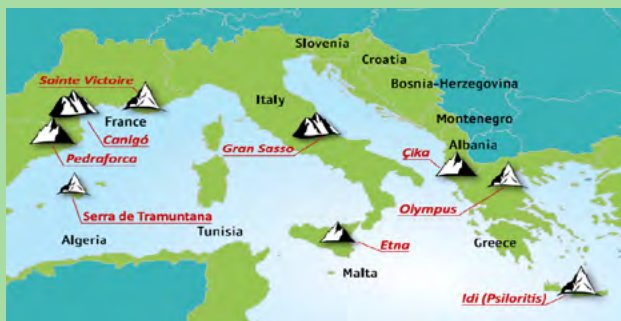 Slovenia
Croatia
Sainte Victoire
Bosnia-Herzegovina
Italy
Montenegro
France
Albania
Canigó
Gran Sasso
Çika
Pedraforca
Serra de Tramuntana
Olympus
Algeria
Tunisia
Etna
Greece
Malta
Idi (Psiloritis)